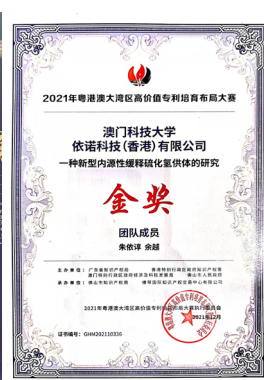 2021年粤港澳大湾区高价值专利培育布局大赛
澳门科技大学
依诺科技(香港)有限公司
一种新型内源性缓释硫化氢供体的研究
金奖
团队成员
朱依谆 余越
主办单位：广东省知识产权局 香港特别行政区政府知识产权署
澳门特别行政区政府经济及科技发展局 佛山市人民政府
承办单位：佛山市知识产权局 横琴国际知识产权交易中心有限公司
2021年粤港澳大湾区高价值专利培育布局大赛执行委员会
2021年12月
证书编号：GHM202110336